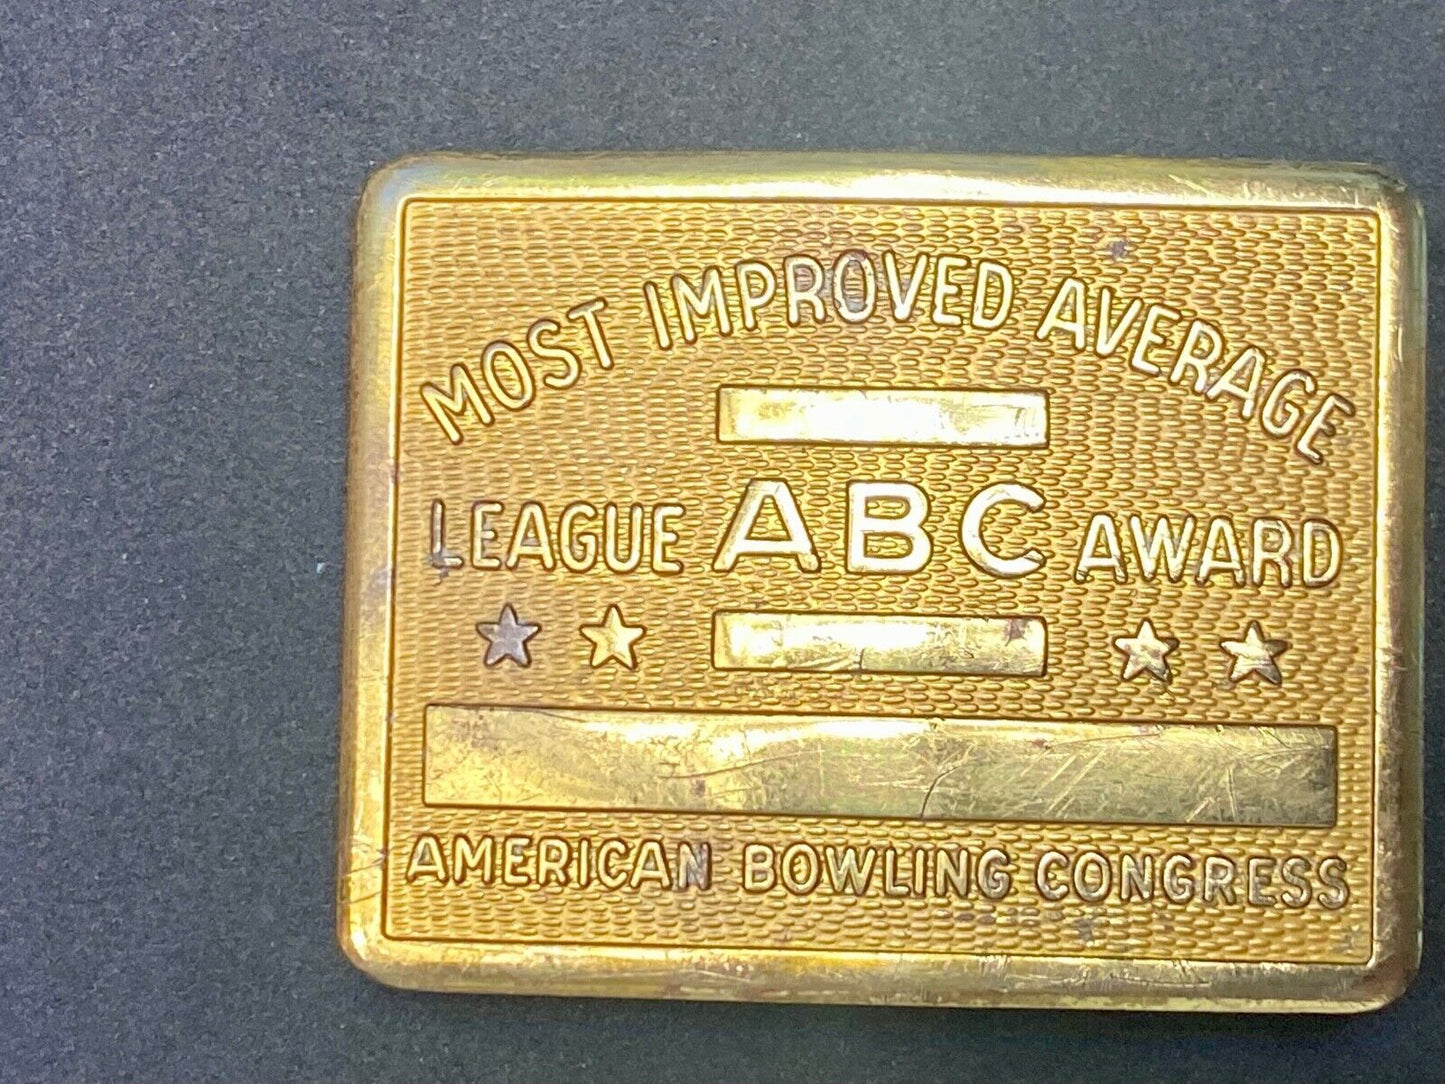 MOST IMPROVED AVERAGE
LEAGUE ABC AWARD
AMERICAN BOWLING CONGRESS